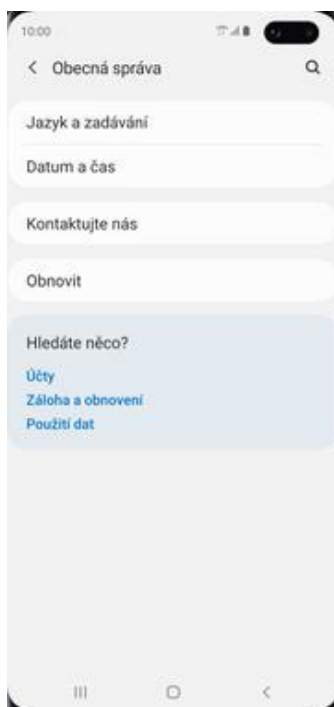 10:00
Obecná správa
Jazyk a zadávání
Datum a čas
Kontaktujte nás
Obnovit
Hledáte něco?
Účty
Záloha a obnovení
Použití dat